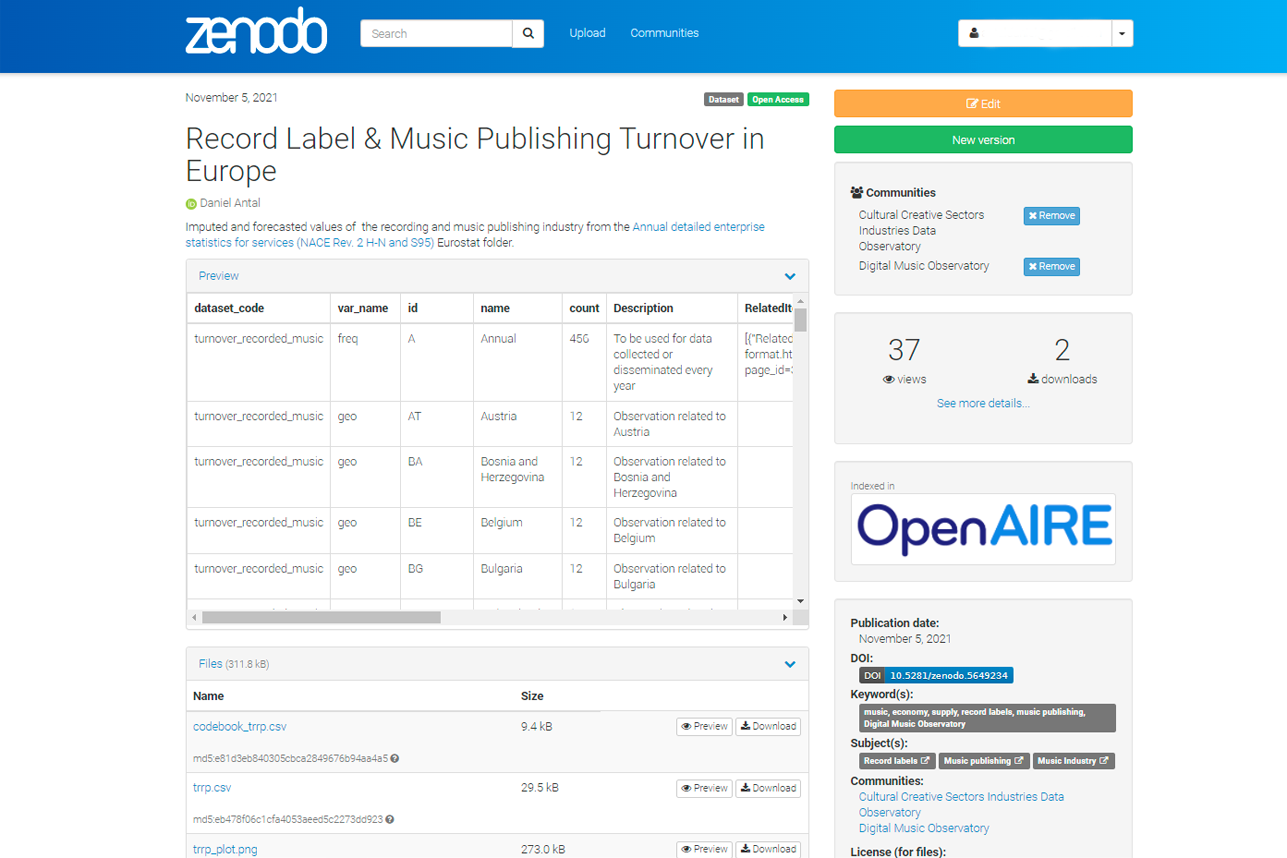 zenodo
Search
Upload
Communities
November 5, 2021
Dataset
Open Access
Record Label & Music Publishing Turnover in
Europe
Daniel Antal
Imputed and forecasted values of the recording and music publishing industry from the Annual detailed enterprise
statistics for services (NACE Rev. 2 H-N and S95) Eurostat folder.
Preview
dataset_code var_name id name count Description RelatedIt
turnover_recorded_music freq A Annual 456 To be used for data
collected or
disseminated every
year
[{"Related
format.ht
page_id=
turnover_recorded_music geo AT Austria 12 Observation related to
Austria
turnover_recorded_music geo BA Bosnia and 12 Observation related to
Herzegovina Bosnia and
Herzegovina
turnover_recorded_music geo BE Belgium 12 Observation related to
Belgium
turnover_recorded_music geo BG Bulgaria 12 Observation related to
Bulgaria
Files (311.8 kB)
Name Size
codebook_trrp.csv 9.4 kB Preview Download
md5:e81d3eb840305cbca2849676b94aa4a5
trrp.csv 29.5 kB Preview Download
md5:eb478f06c1cfa4053aeed5c2273dd923
trrp_plot.png 273.0 kB Preview Download
Edit
New version
Communities
Cultural Creative Sectors
Industries Data
Observatory
Remove
Digital Music Observatory
Remove
37
views
2
downloads
See more details...
Indexed in
OpenAIRE
Publication date:
November 5, 2021
DOI:
DOI 10.5281/zenodo.5649234
Keyword(s):
music, economy, supply, record labels, music publishing,
Digital Music Observatory
Subject(s):
Record labels Music publishing Music Industry
Communities:
Cultural Creative Sectors Industries Data
Observatory
Digital Music Observatory
License (for files):